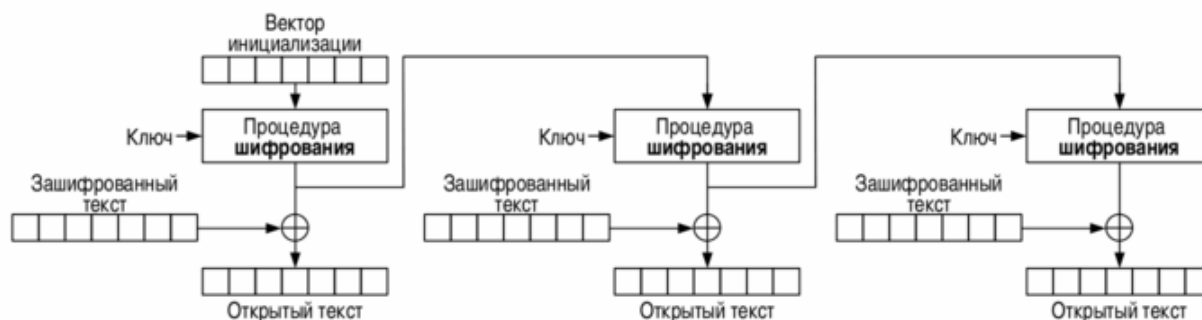 Вектор
инициализации
Ключ
Процедура
шифрования
Ключ
Процедура
шифрования
Ключ
Процедура
шифрования
Зашифрованный
текст
Зашифрованный
текст
Зашифрованный
текст
Открытый текст
Открытый текст
Открытый текст